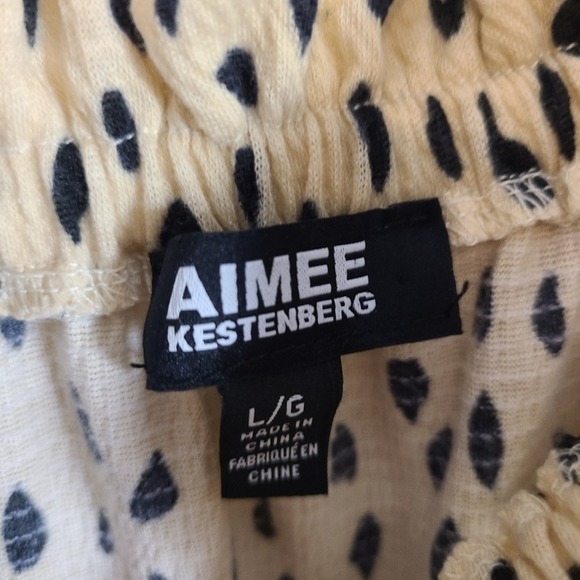 AIMEE
KESTENBERG
L/G
MADE IN
CHINA
FABRIQUÉ EN
CHINE